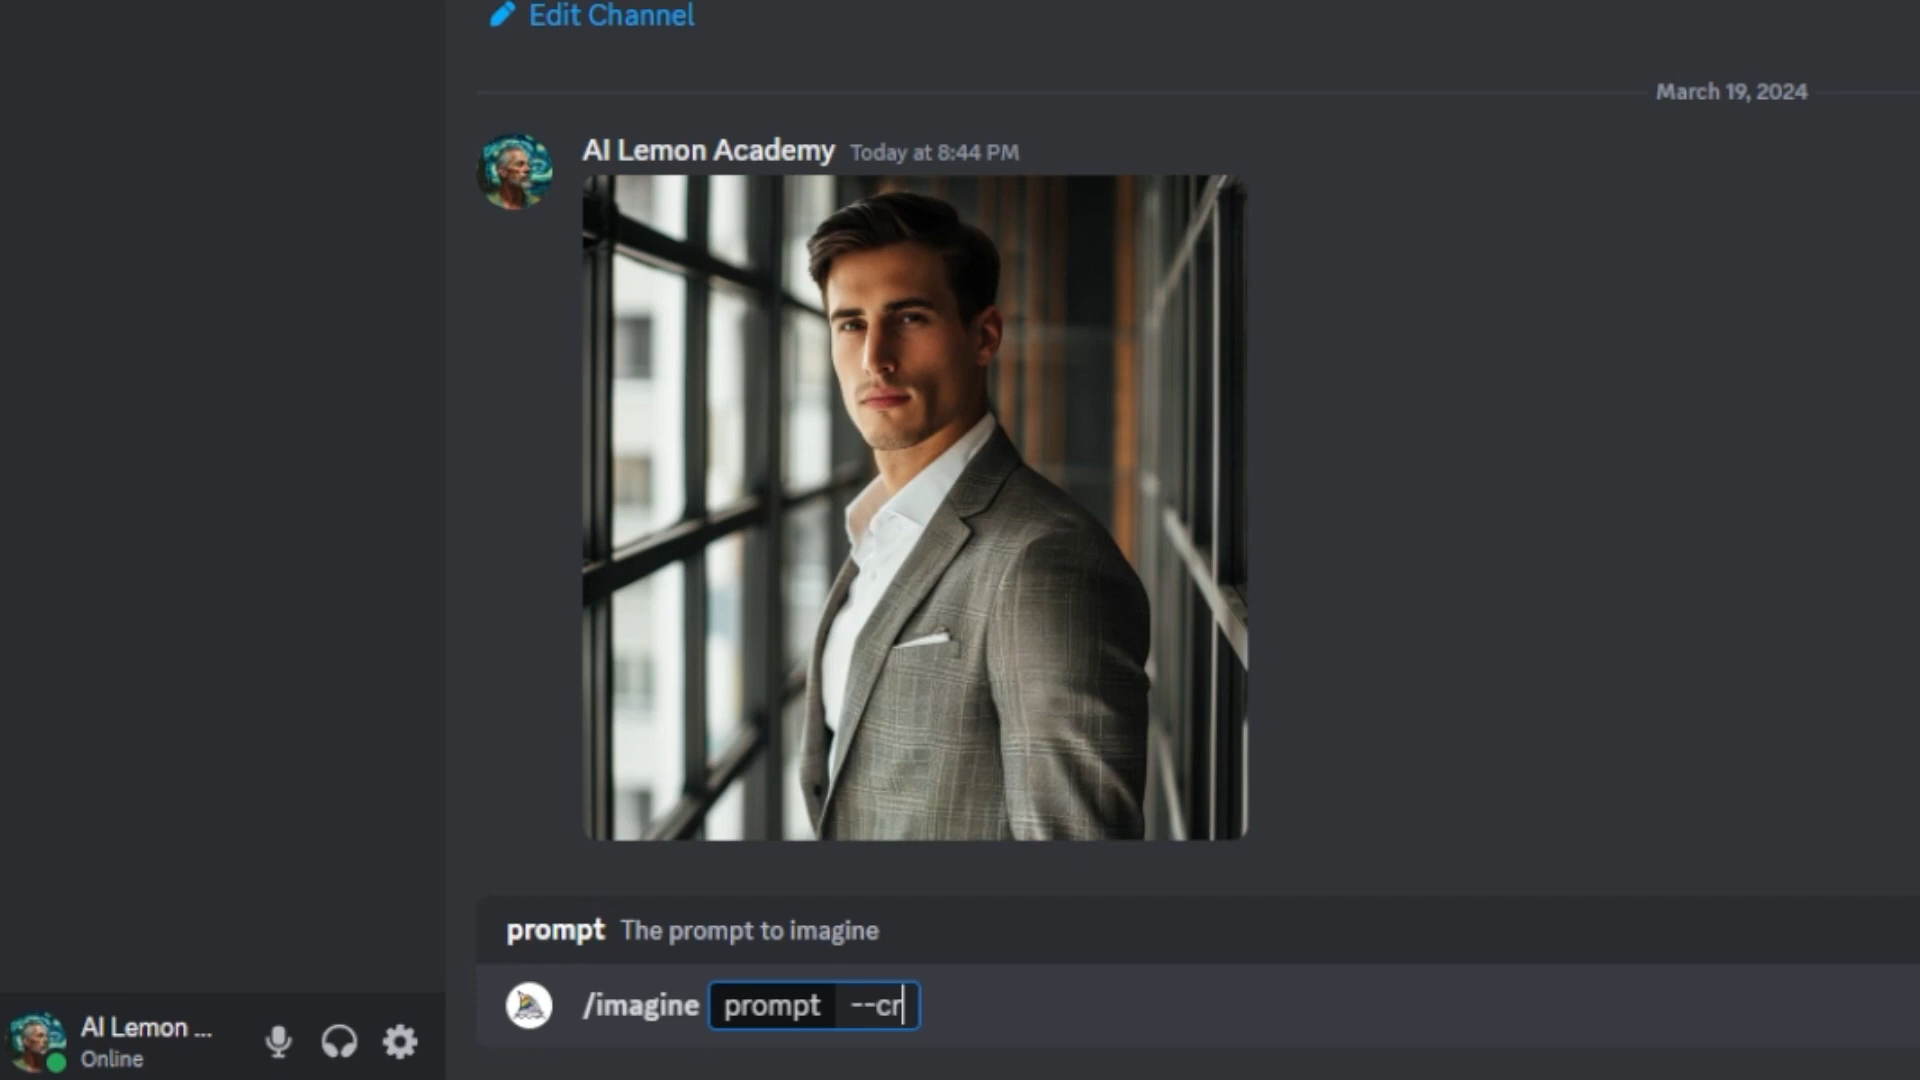 Edit Channel
March 19, 2024
AI Lemon Academy Today at 8:44 PM
prompt The prompt to imagine
/imagine prompt --cr
AI Lemon ...
Online